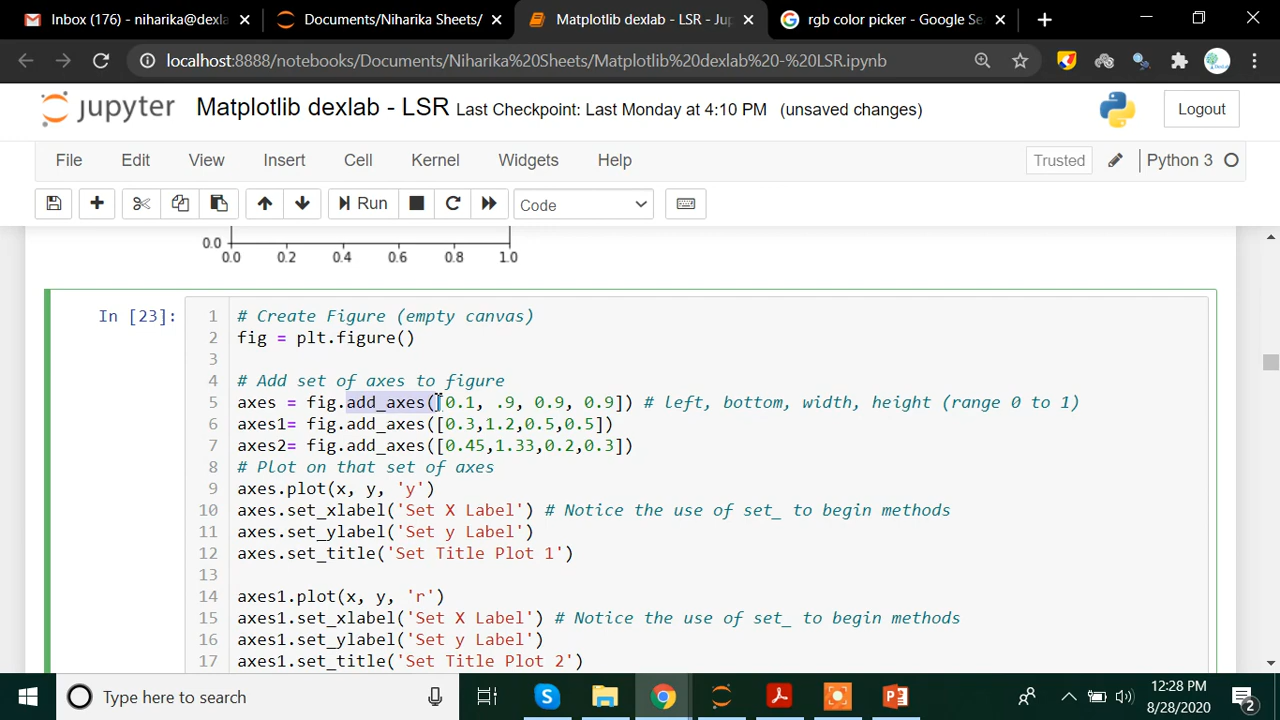 Inbox (176) - niharika@dexla
Documents/Niharika Sheets/
Matplotlib dexlab - LSR - Jup
rgb color picker - Google Sea
localhost:8888/notebooks/Documents/Niharika%20Sheets/Matplotlib%20dexlab%20-%20LSR.ipynb
jupyter Matplotlib dexlab - LSR Last Checkpoint: Last Monday at 4:10 PM (unsaved changes)
Logout
File Edit View Insert Cell Kernel Widgets Help
Trusted Python 3
Run Code
0.0
0.0 0.2 0.4 0.6 0.8 1.0
In [23]:
1 # Create Figure (empty canvas)
2 fig = plt.figure()
3
4 # Add set of axes to figure
5 axes = fig.add_axes([0.1, .9, 0.9, 0.9]) # left, bottom, width, height (range 0 to 1)
6 axes1= fig.add_axes([0.3,1.2,0.5,0.5])
7 axes2= fig.add_axes([0.45,1.33,0.2,0.3])
8 # Plot on that set of axes
9 axes.plot(x, y, 'y')
10 axes.set_xlabel('Set X Label') # Notice the use of set_ to begin methods
11 axes.set_ylabel('Set y Label')
12 axes.set_title('Set Title Plot 1')
13
14 axes1.plot(x, y, 'r')
15 axes1.set_xlabel('Set X Label') # Notice the use of set_ to begin methods
16 axes1.set_ylabel('Set y Label')
17 axes1.set_title('Set Title Plot 2')
Type here to search
12:28 PM
8/28/2020
2